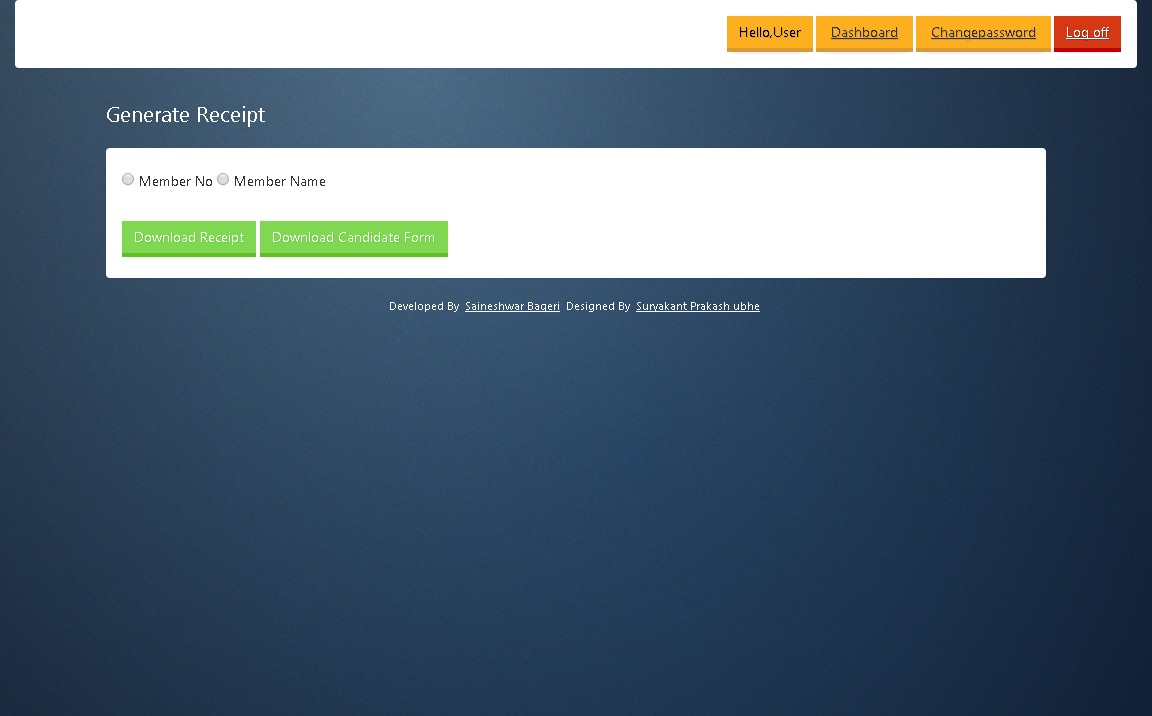 Hello,User Dashboard Changepassword Log off
Generate Receipt
Member No Member Name
Download Receipt Download Candidate Form
Developed By Saineshwar Bageri Designed By Suryakant Prakash ubhe